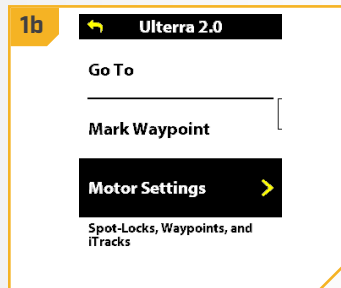 1b
Ulterra 2.0
Go To
Mark Waypoint
Motor Settings
Spot-Locks, Waypoints, and
iTracks